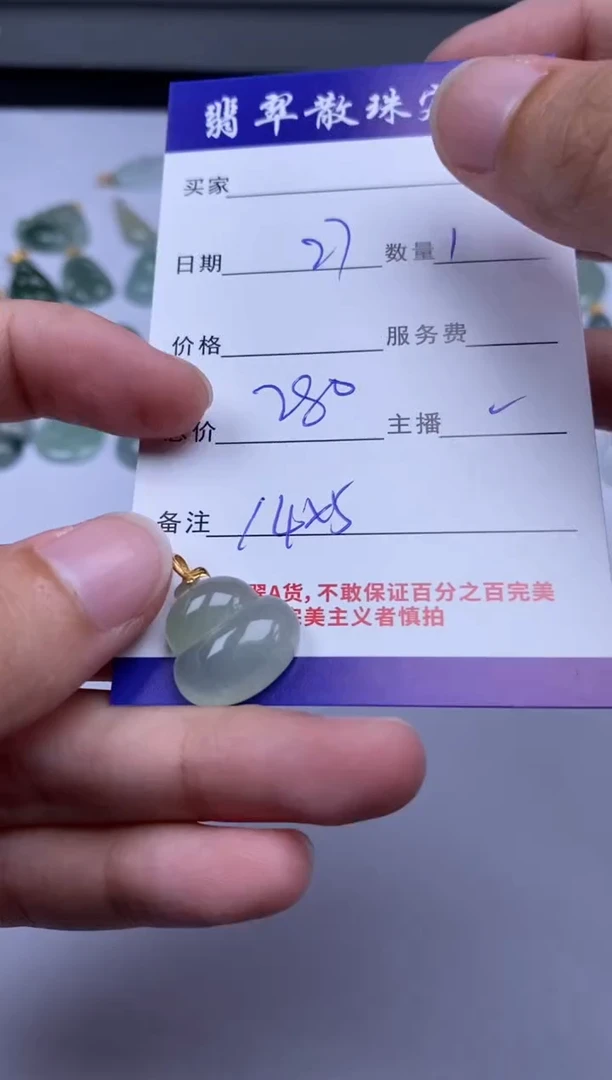 翡翠散珠
买家
日期 27 数量 1
价格 服务费
价 280 主播 ✓
备注 14x5
A货,不敢保证百分之百完美
美主义者慎拍